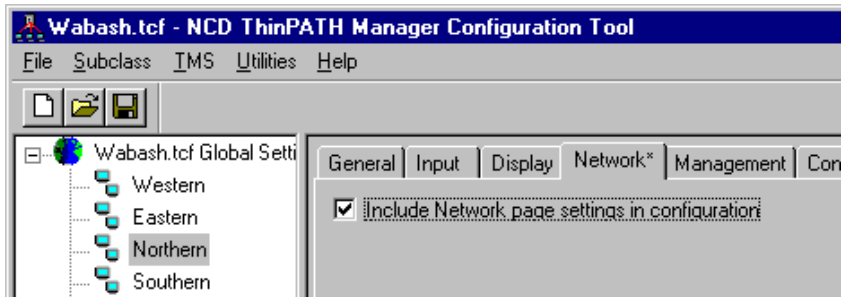 Wabash.tcf - NCD ThinPATH Manager Configuration Tool
File Subclass TMS Utilities Help
Wabash.tcf Global Setti
General Input Display Network* Management Con
Western
Include Network page settings in configuration
Eastern
Northern
Southern